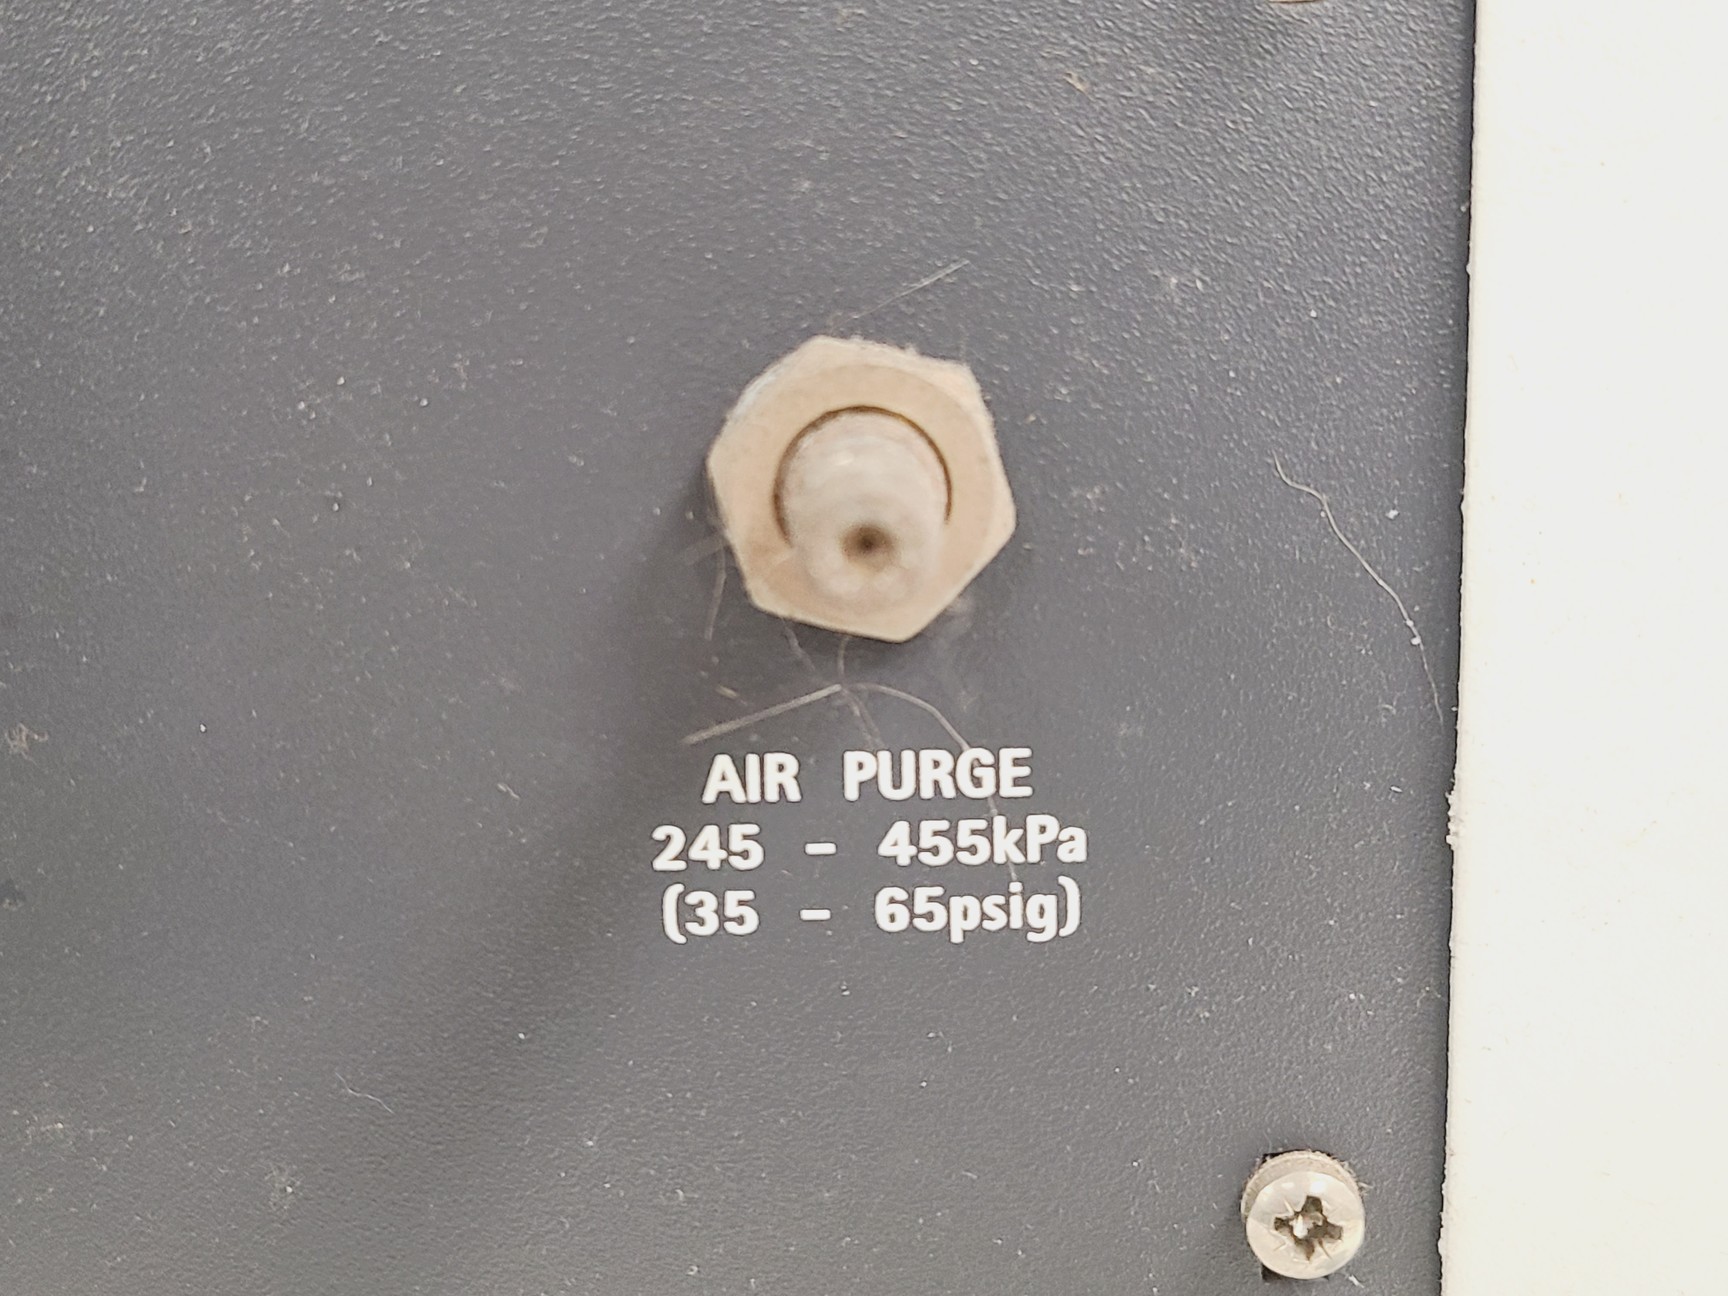 AIR PURGE
245 - 455kPa
(35 - 65psig)